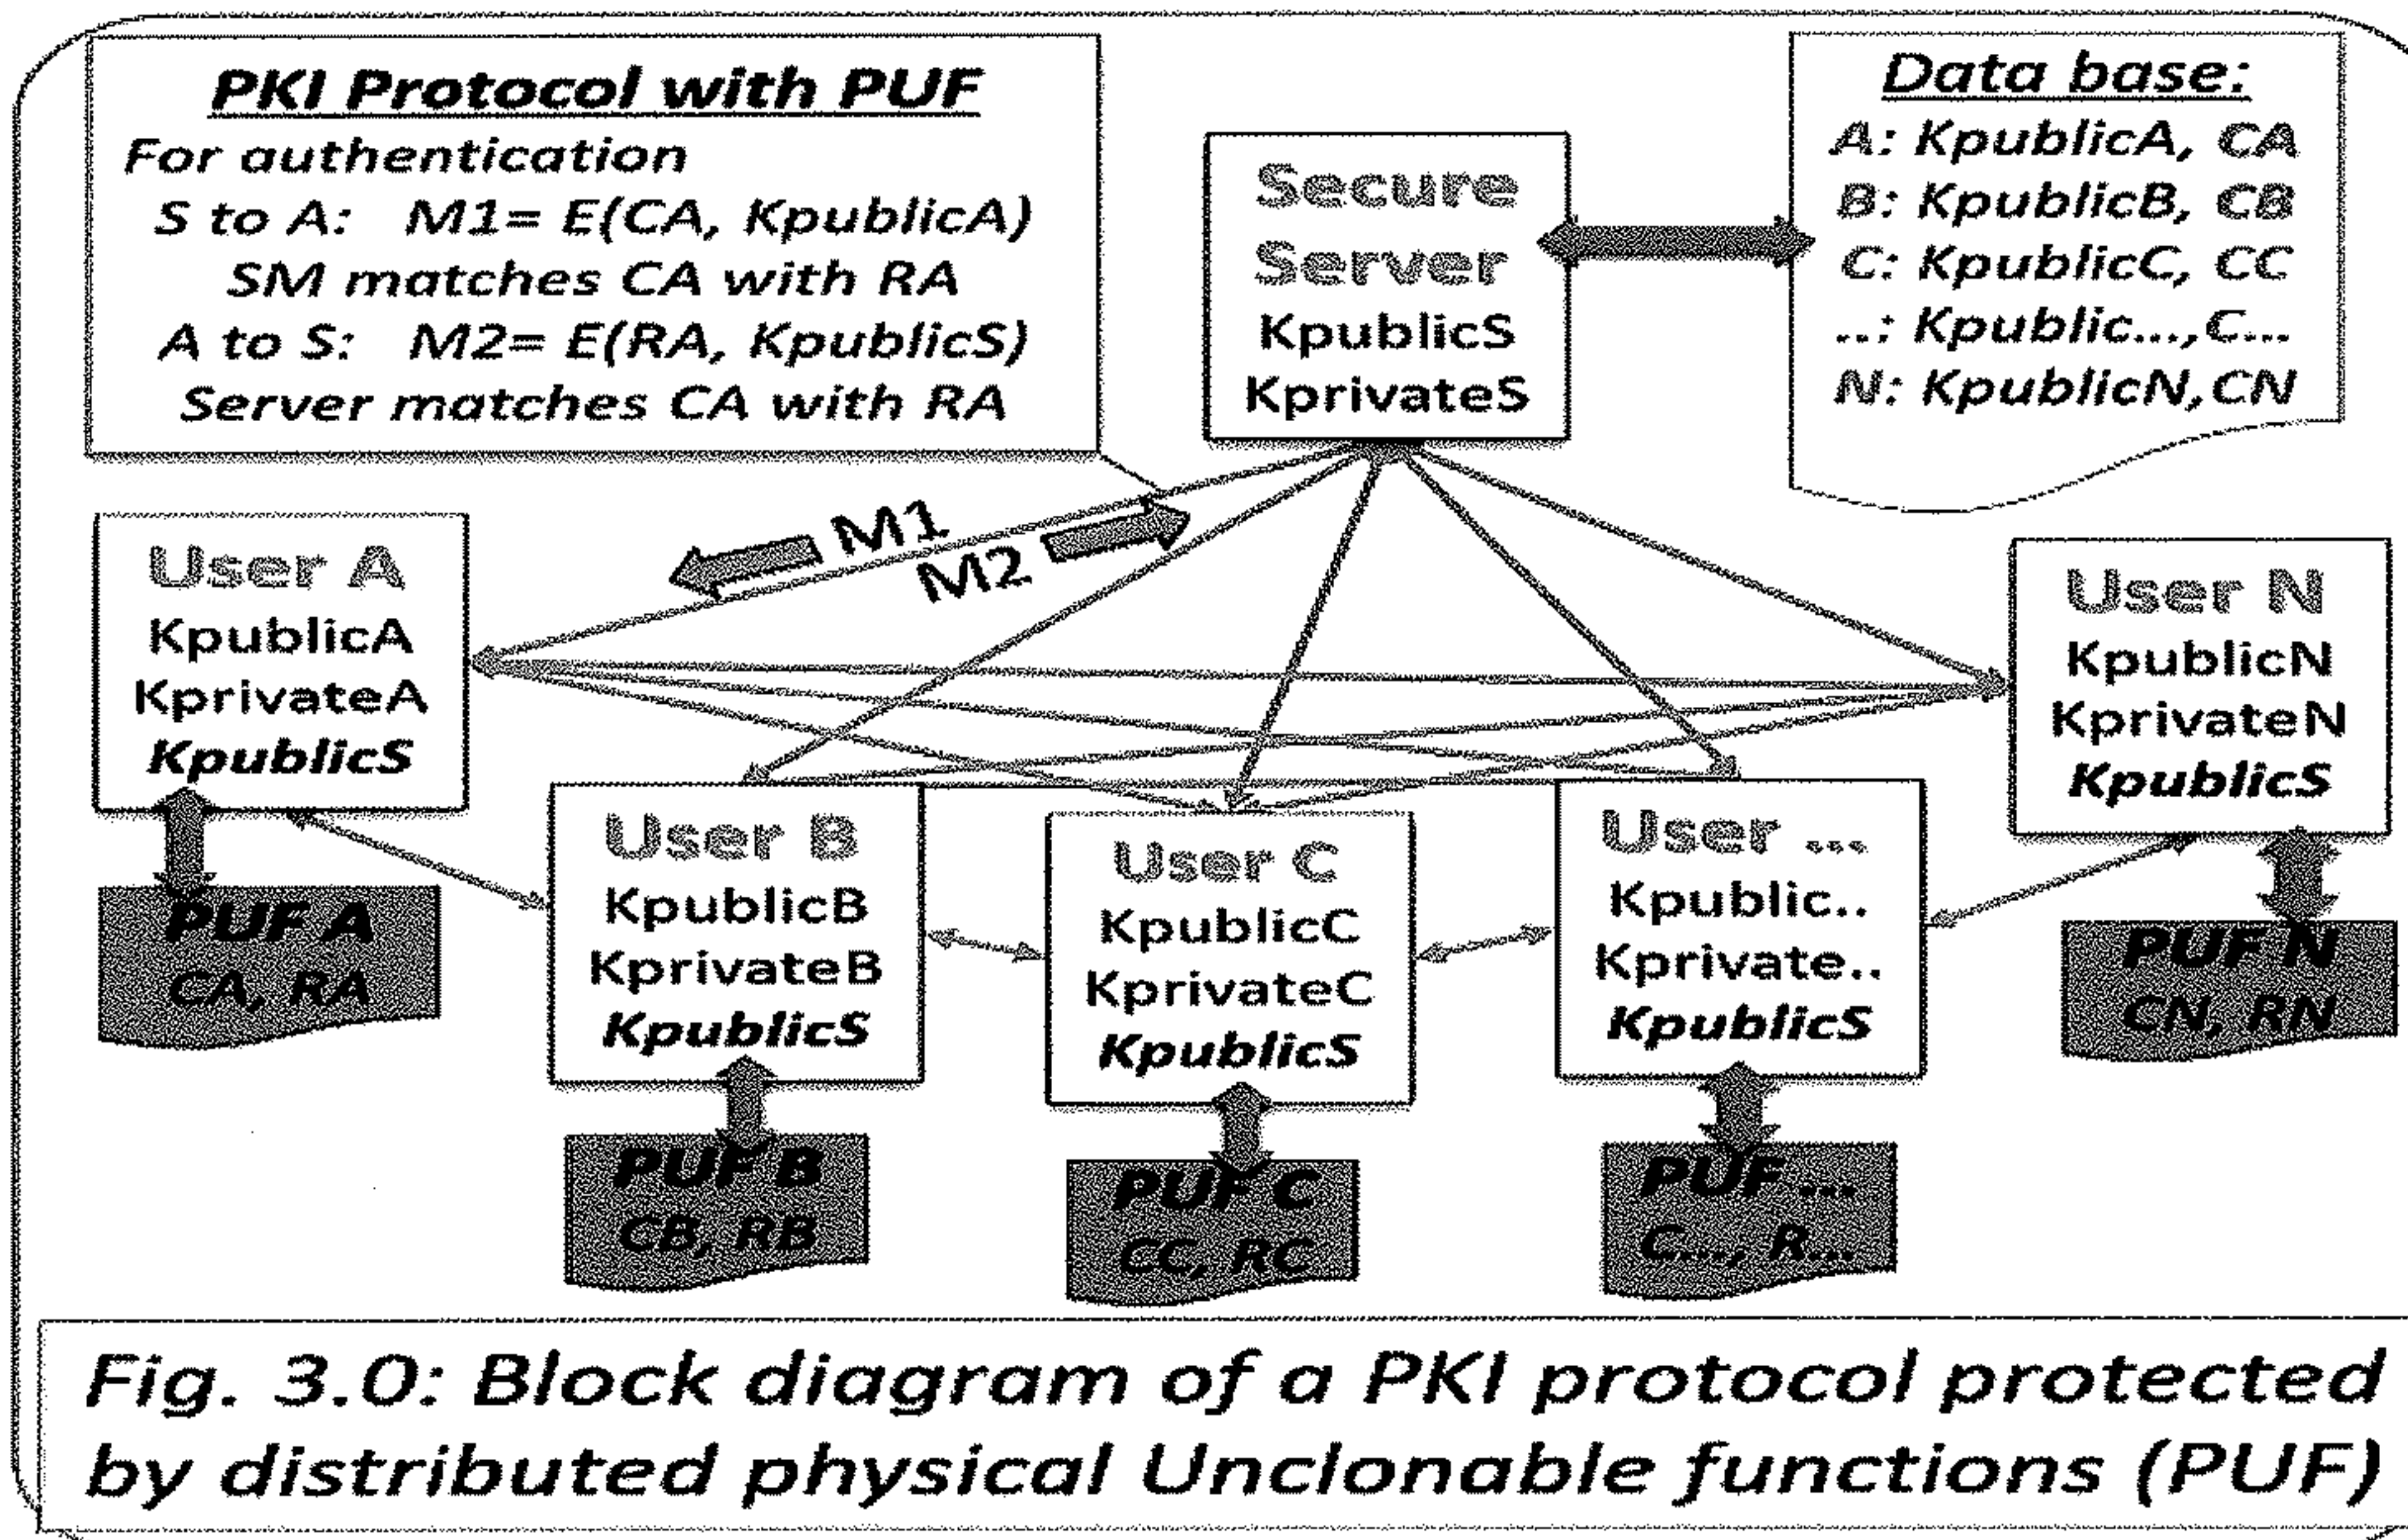 PKI Protocol with PUF
For authentication
S to A: M1= E(CA, KpublicA)
SM matches CA with RA
A to S: M2= E(RA, KpublicS)
Server matches CA with RA
Secure
Server
KpublicS
KprivateS
Data base:
A: KpublicA, CA
B: KpublicB, CB
C: KpublicC, CC
..: Kpublic...,C...
N: KpublicN,CN
M1
M2
User A
KpublicA
KprivateA
KpublicS
User B
KpublicB
KprivateB
KpublicS
User C
KpublicC
KprivateC
KpublicS
User ...
Kpublic..
Kprivate..
KpublicS
User N
KpublicN
KprivateN
KpublicS
PUF A
CA, RA
PUF B
CB, RB
PUF C
CC, RC
PUF ...
C..., R...
PUF N
CN, RN
Fig. 3.0: Block diagram of a PKI protocol protected
by distributed physical Unclonable functions (PUF)